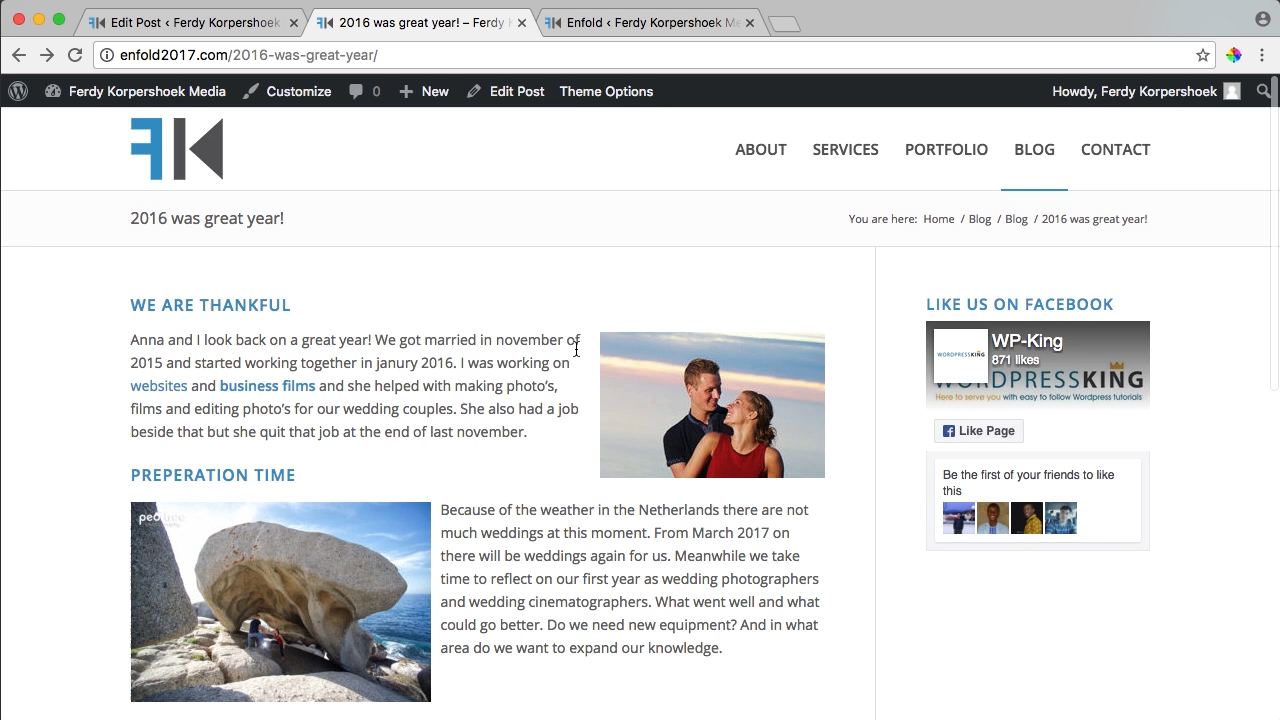 Edit Post ‹ Ferdy Korpershoek
2016 was great year! – Ferdy K
Enfold ‹ Ferdy Korpershoek Me
enfold2017.com/2016-was-great-year/
Ferdy Korpershoek Media Customize 0 New Edit Post Theme Options Howdy, Ferdy Korpershoek
FK ABOUT SERVICES PORTFOLIO BLOG CONTACT
2016 was great year! You are here: Home / Blog / Blog / 2016 was great year!
WE ARE THANKFUL
Anna and I look back on a great year! We got married in november of
2015 and started working together in janury 2016. I was working on
websites and business films and she helped with making photo's,
films and editing photo's for our wedding couples. She also had a job
beside that but she quit that job at the end of last november.
PREPERATION TIME
Because of the weather in the Netherlands there are not
much weddings at this moment. From March 2017 on
there will be weddings again for us. Meanwhile we take
time to reflect on our first year as wedding photographers
and wedding cinematographers. What went well and what
could go better. Do we need new equipment? And in what
area do we want to expand our knowledge.
LIKE US ON FACEBOOK
WP-King
871 likes
WORDPRESSKING
Here to serve you with easy to follow Wordpress tutorials
Like Page
Be the first of your friends to like
this